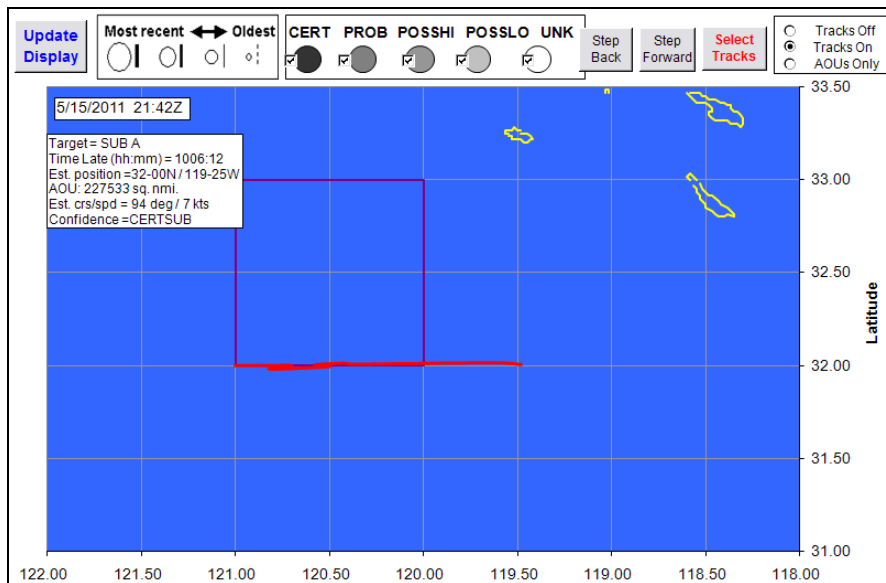 Update
Display
Most recent Oldest
CERT PROB POSSHI POSSLO UNK
Step
Back
Step
Forward
Select
Tracks
Tracks Off
Tracks On
AOUs Only
5/15/2011 21:42Z
Target = SUB A
Time Late (hh:mm) = 1006:12
Est. position =32-00N / 119-25W
AOU: 227533 sq. nmi.
Est. crs/spd = 94 deg / 7 kts
Confidence =CERTSUB
33.50
33.00
32.50
32.00
31.50
31.00
Latitude
122.00 121.50 121.00 120.50 120.00 119.50 119.00 118.50 118.00